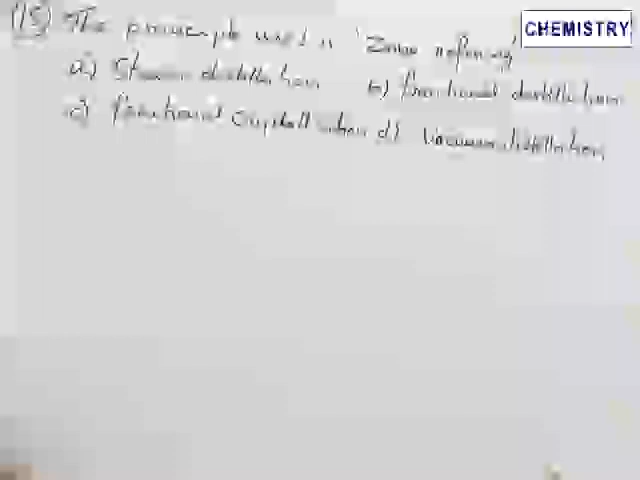 CHEMISTRY
(15) The principle used in 'Zone refining'
a) Steam distillation b) fractional distillation
c) fractional crystallization d) Vacuum distillation